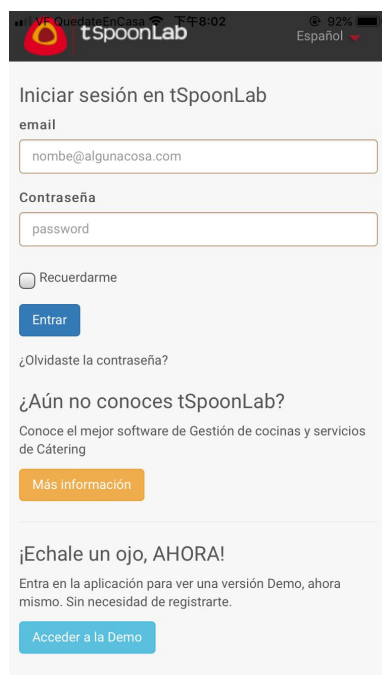 VF QuedateEnCasa 下午8:02 92%
tspoonLab Español
Iniciar sesión en tSpoonLab
email
nombe@algunacosa.com
Contraseña
password
Recuerdarme
Entrar
¿Olvidaste la contraseña?
¿Aún no conoces tSpoonLab?
Conoce el mejor software de Gestión de cocinas y servicios
de Cátering
Más información
¡Echale un ojo, AHORA!
Entra en la aplicación para ver una versión Demo, ahora
mismo. Sin necesidad de registrarte.
Acceder a la Demo